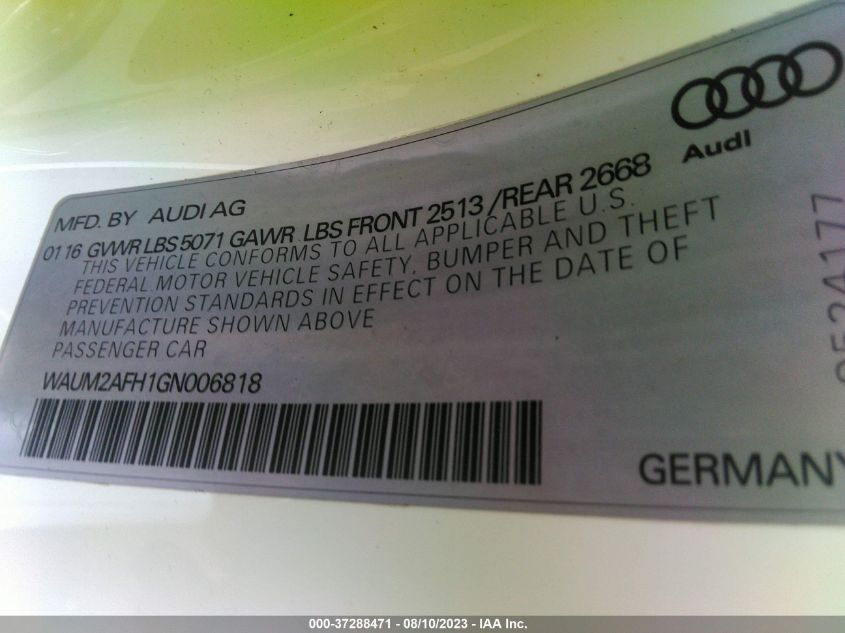 Audi
MFD. BY AUDI AG
01 16 GVWR LBS 5071 GAWR LBS FRONT 2513 /REAR 2668
THIS VEHICLE CONFORMS TO ALL APPLICABLE U.S.
FEDERAL MOTOR VEHICLE SAFETY, BUMPER AND THEFT
PREVENTION STANDARDS IN EFFECT ON THE DATE OF
MANUFACTURE SHOWN ABOVE
PASSENGER CAR
WAUM2AFH1GN006818
GERMANY
000-37288471 - 08/10/2023 - IAA Inc.